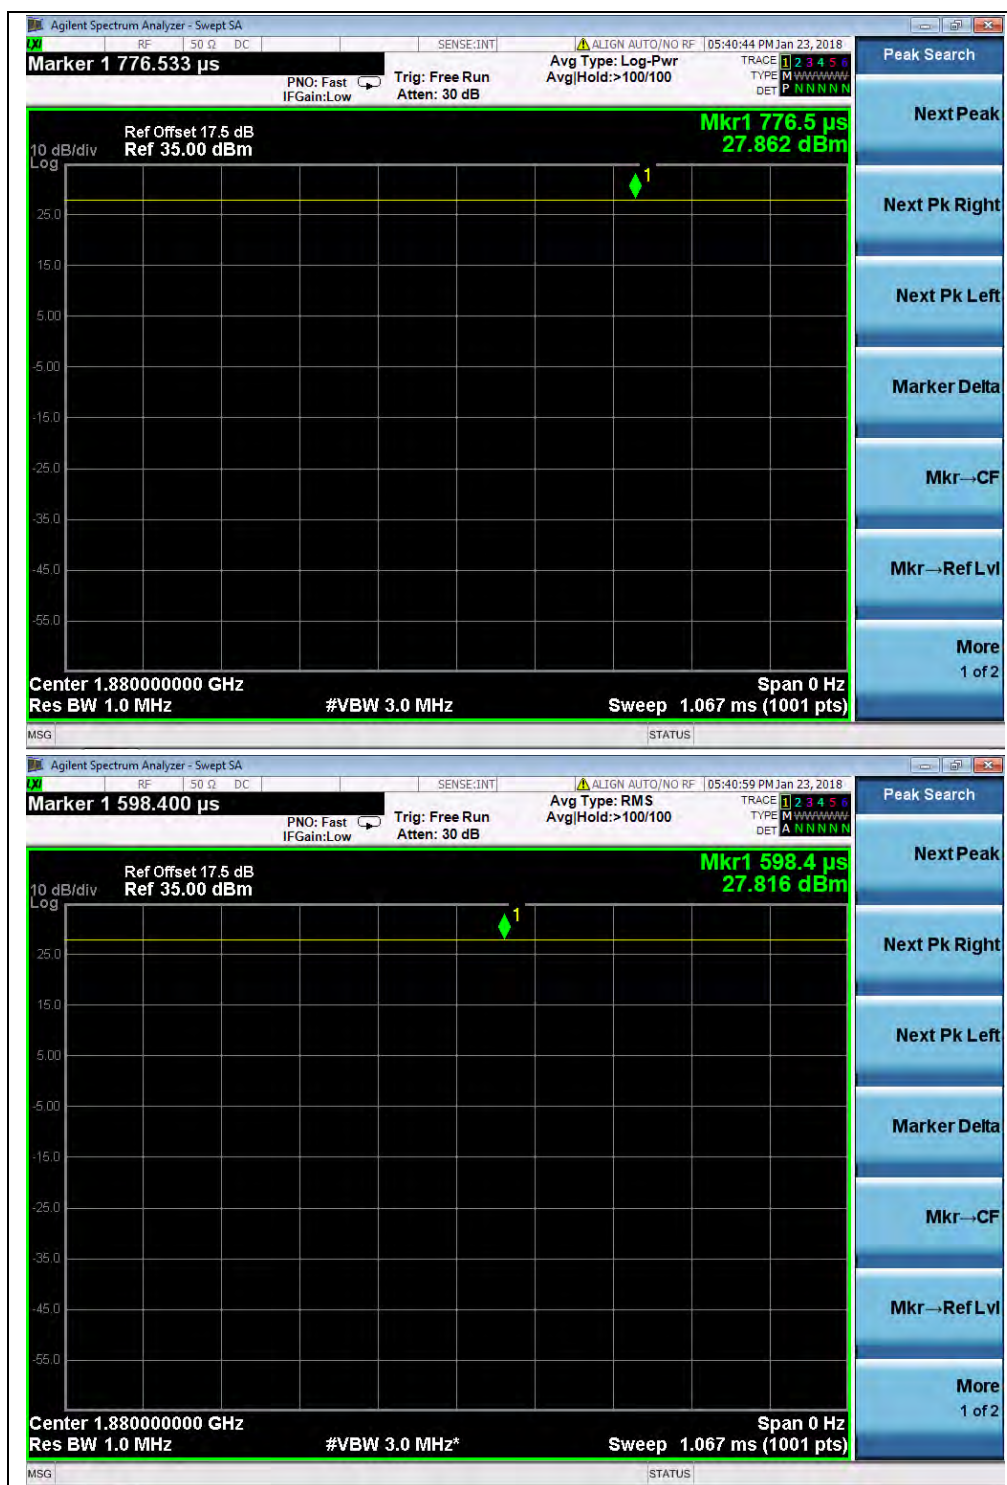 Agilent Spectrum Analyzer - Swept SA
LXI RF 50 Ω DC SENSE:INT ALIGN AUTO/NO RF 05:40:44 PM Jan 23, 2018
Marker 1 776.533 µs
PNO: Fast
IFGain:Low
Trig: Free Run
Atten: 30 dB
Avg Type: Log-Pwr
Avg|Hold:>100/100
TRACE 1 2 3 4 5 6
TYPE M WWWWW
DET P N N N N N
Peak Search
Next Peak
Next Pk Right
Next Pk Left
Marker Delta
Mkr→CF
Mkr→Ref Lvl
More
1 of 2
Mkr1 776.5 µs
27.862 dBm
Ref Offset 17.5 dB
10 dB/div Ref 35.00 dBm
Log
1
25.0
15.0
5.00
-5.00
-15.0
-25.0
-35.0
-45.0
-55.0
Center 1.880000000 GHz Span 0 Hz
Res BW 1.0 MHz #VBW 3.0 MHz Sweep 1.067 ms (1001 pts)
MSG STATUS
Agilent Spectrum Analyzer - Swept SA
LXI RF 50 Ω DC SENSE:INT ALIGN AUTO/NO RF 05:40:59 PM Jan 23, 2018
Marker 1 598.400 µs
PNO: Fast
IFGain:Low
Trig: Free Run
Atten: 30 dB
Avg Type: RMS
Avg|Hold:>100/100
TRACE 1 2 3 4 5 6
TYPE M WWWWW
DET A N N N N N
Peak Search
Next Peak
Next Pk Right
Next Pk Left
Marker Delta
Mkr→CF
Mkr→Ref Lvl
More
1 of 2
Mkr1 598.4 µs
27.816 dBm
Ref Offset 17.5 dB
10 dB/div Ref 35.00 dBm
Log
1
25.0
15.0
5.00
-5.00
-15.0
-25.0
-35.0
-45.0
-55.0
Center 1.880000000 GHz Span 0 Hz
Res BW 1.0 MHz #VBW 3.0 MHz* Sweep 1.067 ms (1001 pts)
MSG STATUS